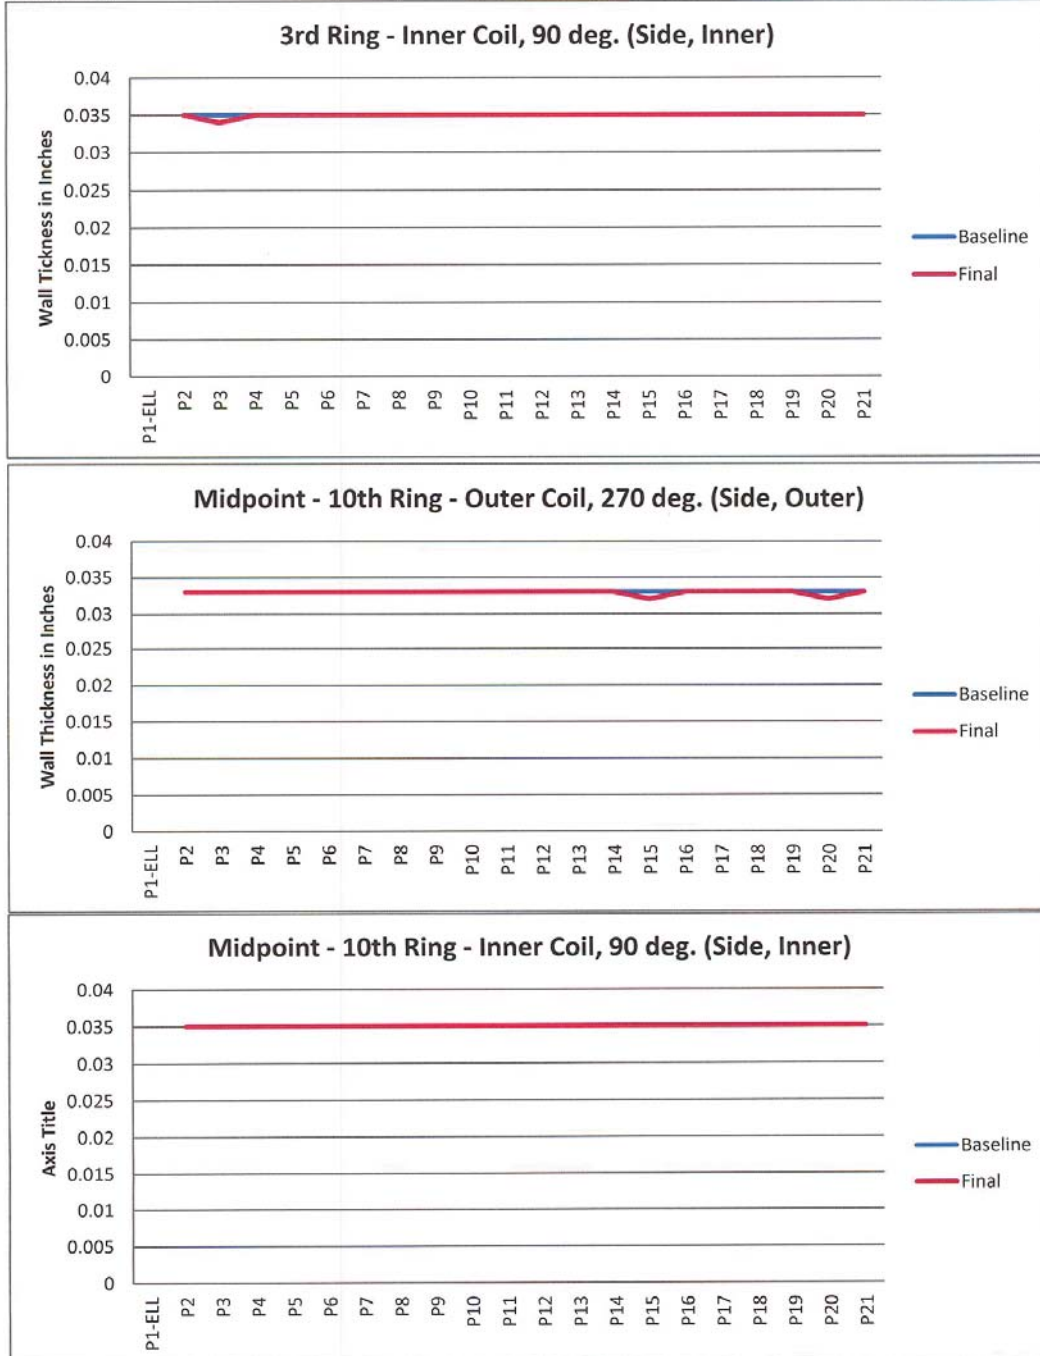 3rd Ring - Inner Coil, 90 deg. (Side, Inner)
Wall Tickness in Inches
0.04
0.035
0.03
0.025
0.02
0.015
0.01
0.005
0
P1-ELL P2 P3 P4 P5 P6 P7 P8 P9 P10 P11 P12 P13 P14 P15 P16 P17 P18 P19 P20 P21
Baseline
Final
Midpoint - 10th Ring - Outer Coil, 270 deg. (Side, Outer)
Wall Thickness in Inches
0.04
0.035
0.03
0.025
0.02
0.015
0.01
0.005
0
P1-ELL P2 P3 P4 P5 P6 P7 P8 P9 P10 P11 P12 P13 P14 P15 P16 P17 P18 P19 P20 P21
Baseline
Final
Midpoint - 10th Ring - Inner Coil, 90 deg. (Side, Inner)
Axis Title
0.04
0.035
0.03
0.025
0.02
0.015
0.01
0.005
0
P1-ELL P2 P3 P4 P5 P6 P7 P8 P9 P10 P11 P12 P13 P14 P15 P16 P17 P18 P19 P20 P21
Baseline
Final